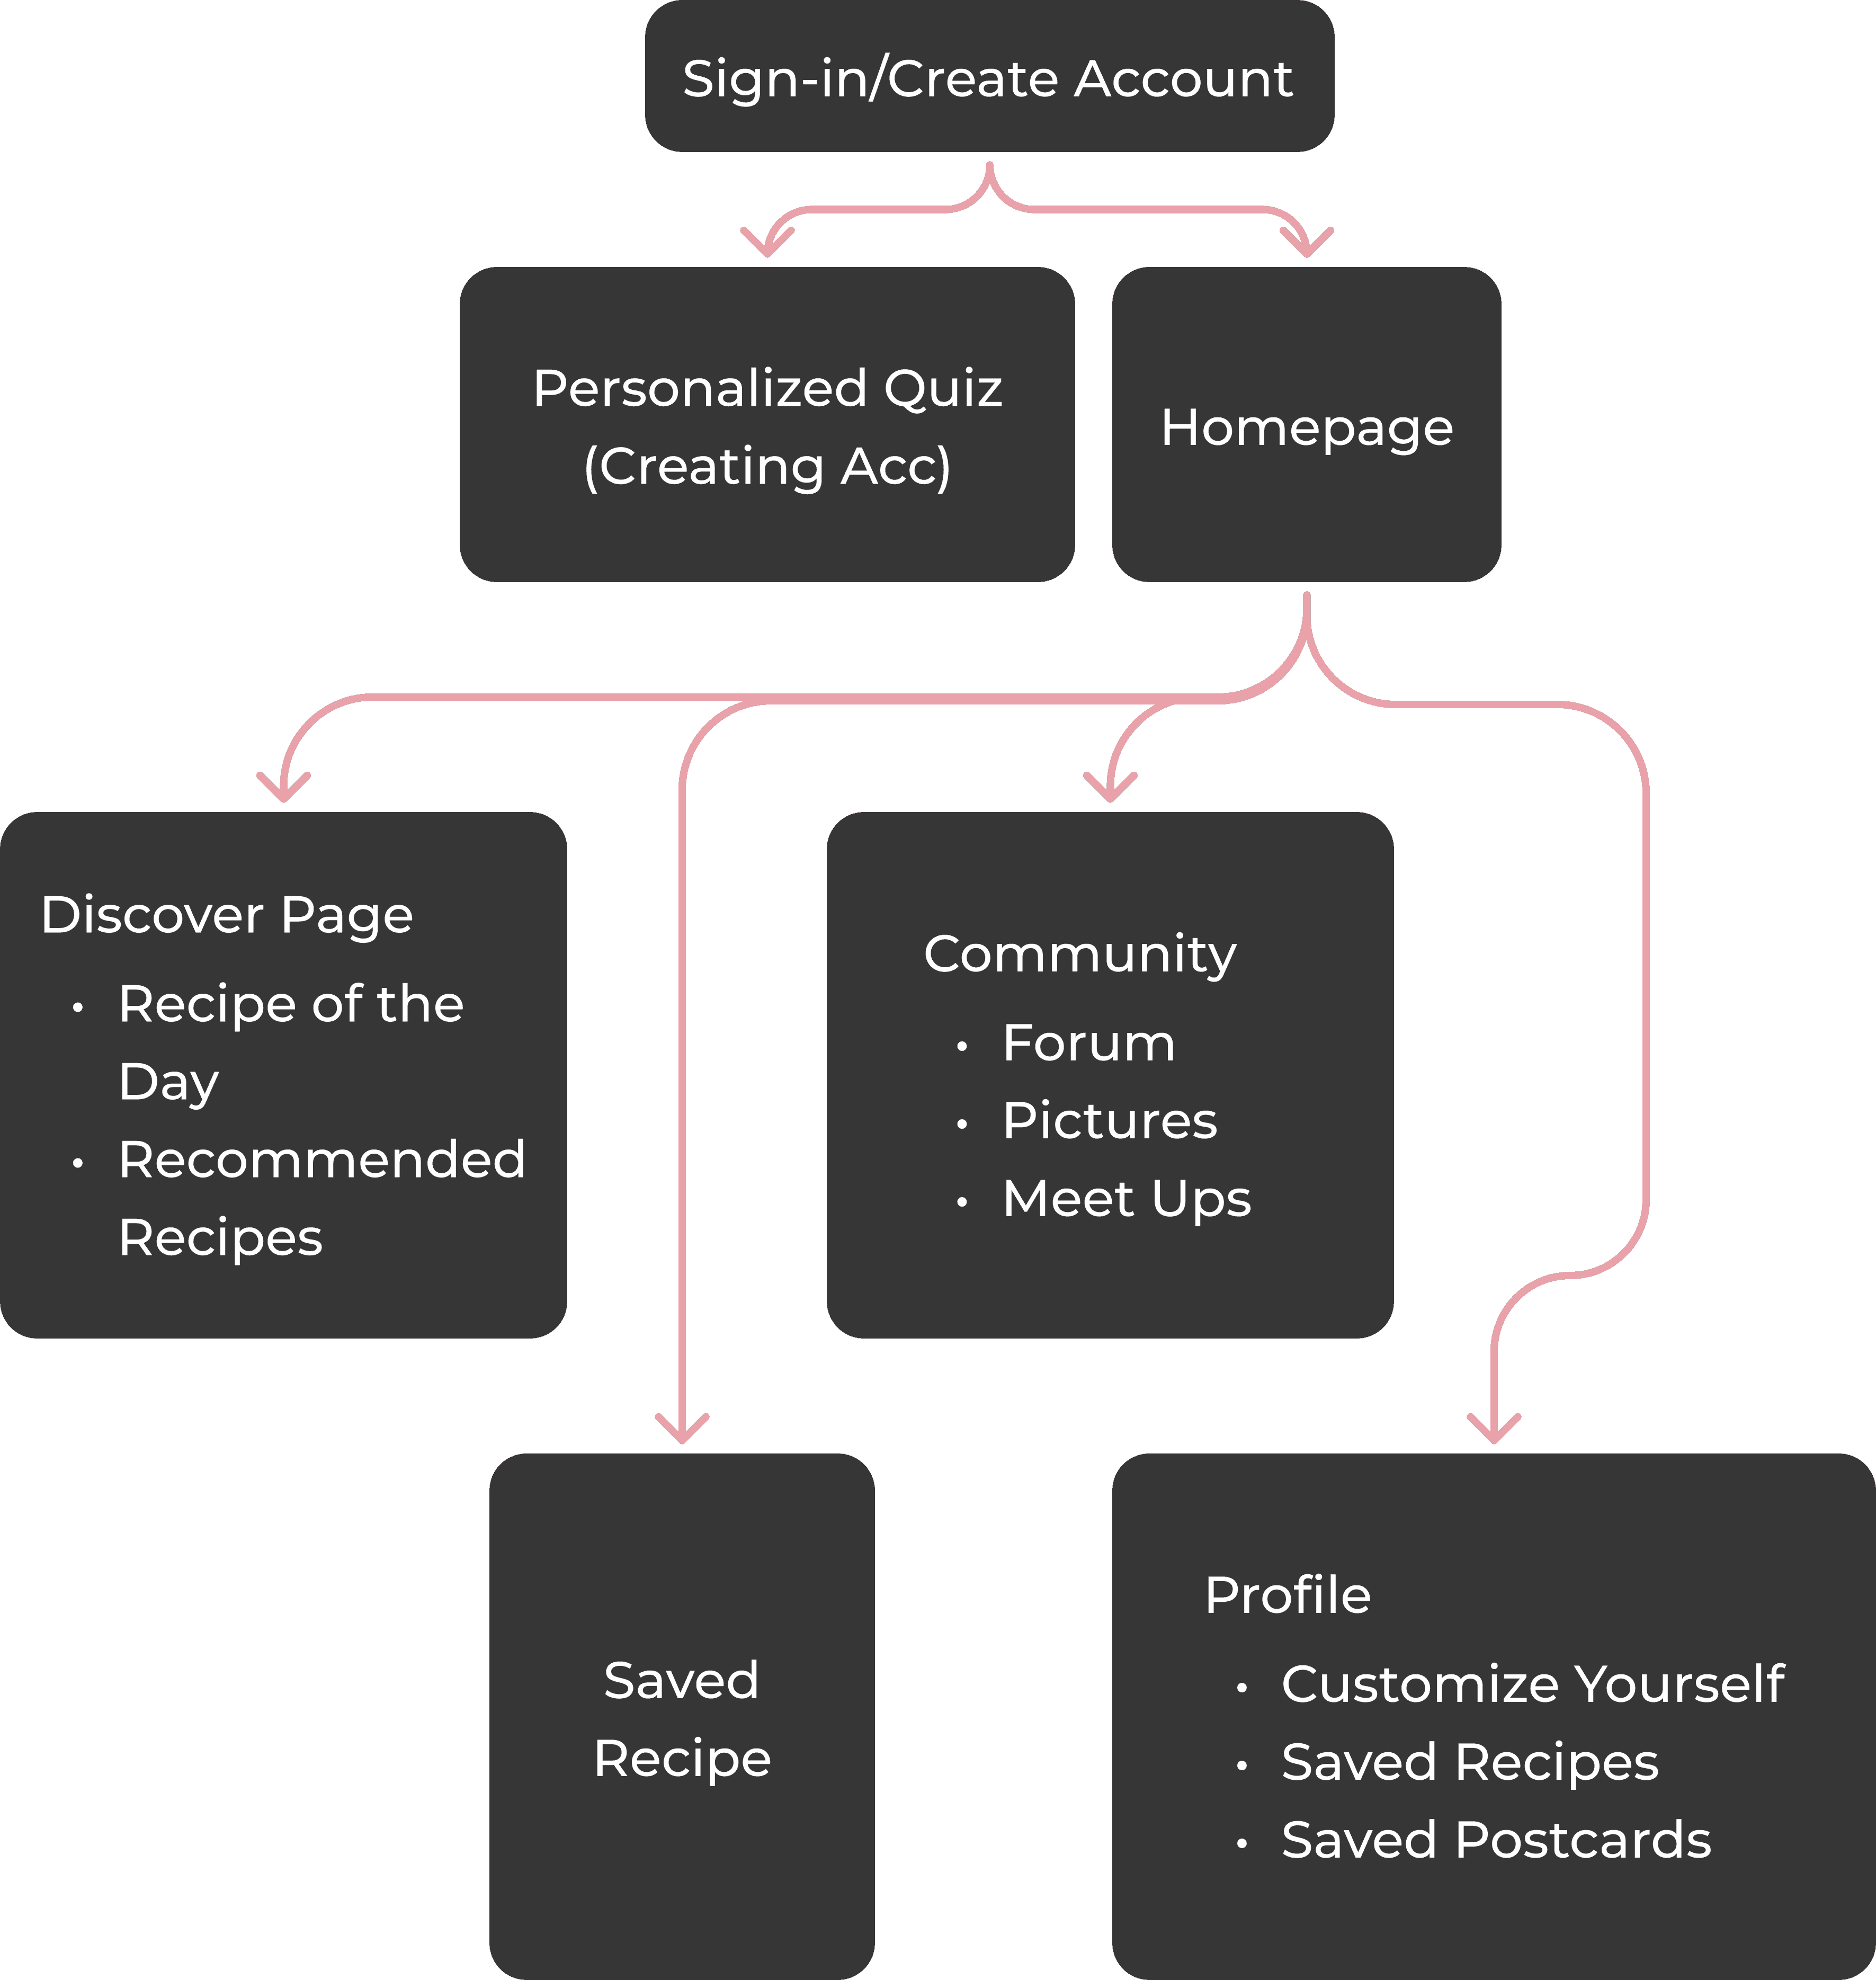 Sign-in/Create Account
Personalized Quiz
(Creating Acc)
Homepage
Discover Page
• Recipe of the
Day
• Recommended
Recipes
Community
• Forum
• Pictures
• Meet Ups
Saved
Recipe
Profile
• Customize Yourself
• Saved Recipes
• Saved Postcards